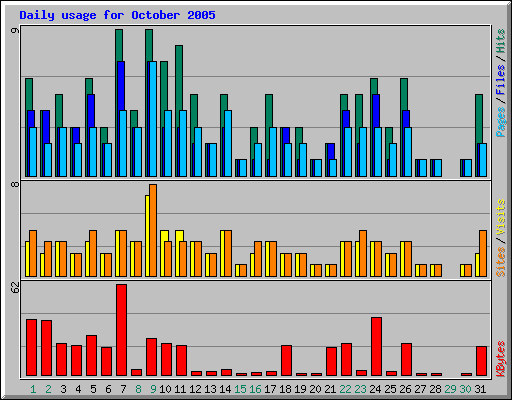 Daily usage for October 2005
9
Pages / Files / Hits
8
Sites / Visits
62
KBytes
1 2 3 4 5 6 7 8 9 10 11 12 13 14 15 16 17 18 19 20 21 22 23 24 25 26 27 28 29 30 31